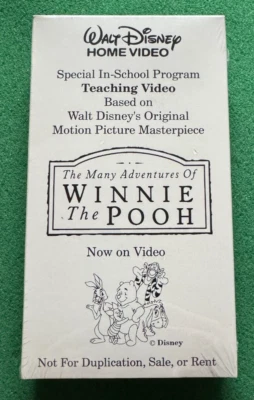 Walt Disney
HOME VIDEO
Special In-School Program
Teaching Video
Based on
Walt Disney's Original
Motion Picture Masterpiece
The Many Adventures Of
WINNIE
The POOH
Now on Video
© Disney
Not For Duplication, Sale, or Rent